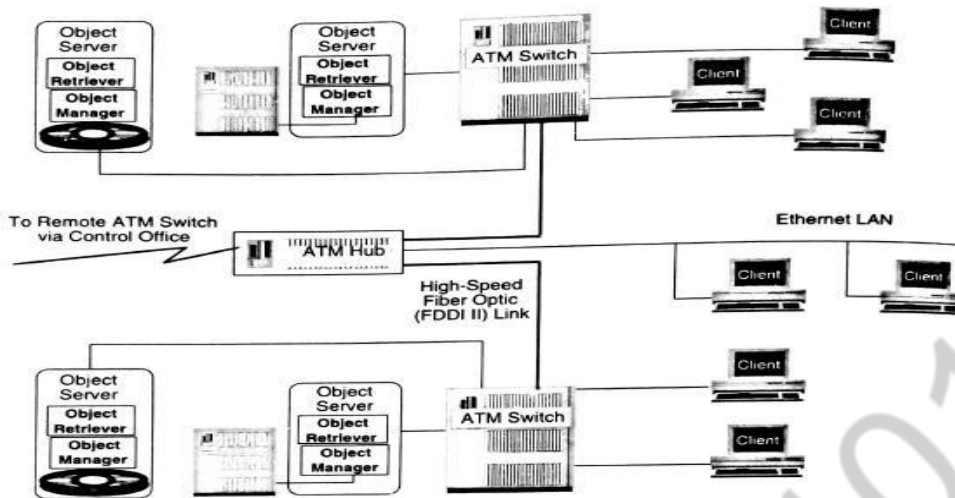 Object
Server
Object
Retriever
Object
Manager
Object
Server
Object
Retriever
Object
Manager
ATM Switch
Client
Client
Client
To Remote ATM Switch
via Control Office
ATM Hub
Ethernet LAN
High-Speed
Fiber Optic
(FDDI II) Link
Client
Client
Object
Server
Object
Retriever
Object
Manager
Object
Server
Object
Retriever
Object
Manager
ATM Switch
Client
Client